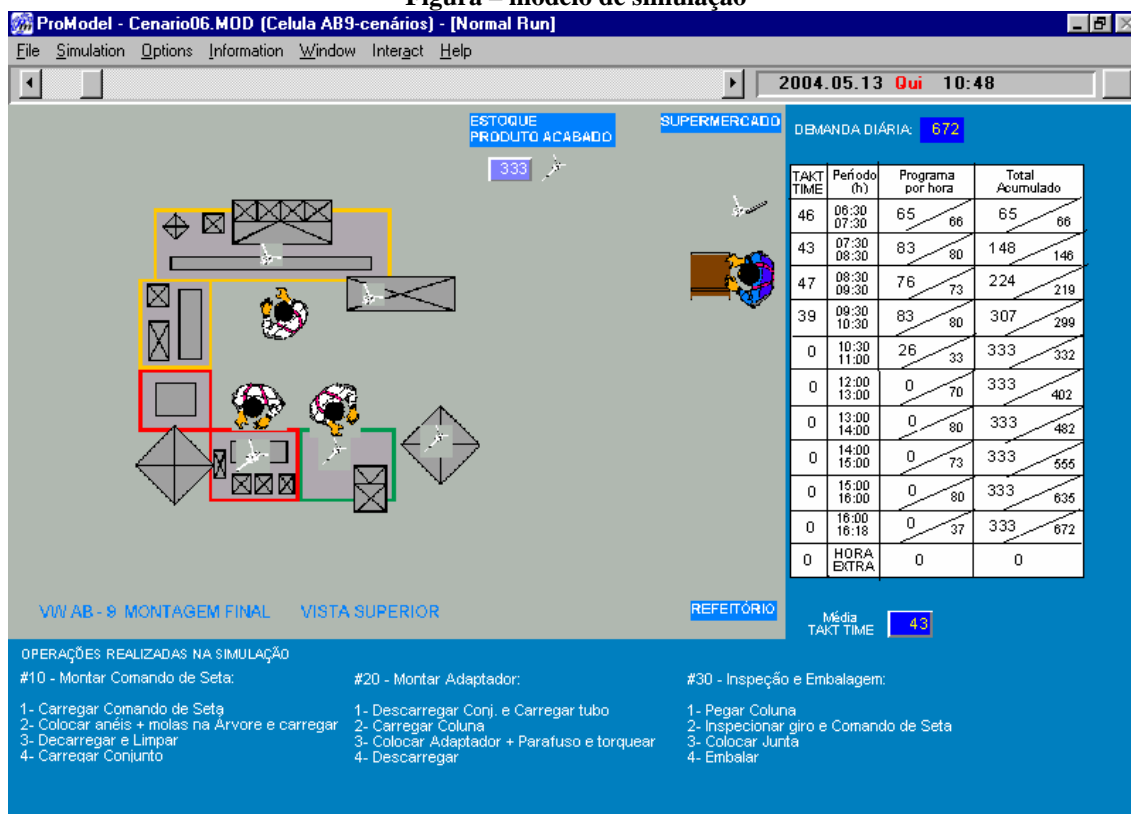 Figura – modelo de simulação
ProModel - Cenario06.MOD (Celula AB9-cenários) - [Normal Run]
File Simulation Options Information Window Interact Help
2004.05.13 Qui 10:48
ESTOQUE
PRODUTO ACABADO
333
SUPERMERCADO
DEMANDA DIÁRIA: 672
TAKT TIME Período (h) Programa por hora Total Acumulado
46 06:30 07:30 65 66 65 66
43 07:30 08:30 83 80 148 146
47 08:30 09:30 76 73 224 219
39 09:30 10:30 83 80 307 299
0 10:30 11:00 26 33 333 332
0 12:00 13:00 0 70 333 402
0 13:00 14:00 0 80 333 482
0 14:00 15:00 0 73 333 555
0 15:00 16:00 0 80 333 635
0 16:00 16:18 0 37 333 672
0 HORA EXTRA 0 0
Média TAKT TIME 43
VW AB - 9 MONTAGEM FINAL VISTA SUPERIOR
REFEITÓRIO
OPERAÇÕES REALIZADAS NA SIMULAÇÃO
#10 - Montar Comando de Seta:
1- Carregar Comando de Seta
2- Colocar anéis + molas na Árvore e carregar
3- Decarregar e Limpar
4- Carregar Conjunto
#20 - Montar Adaptador:
1- Descarregar Conj. e Carregar tubo
2- Carregar Coluna
3- Colocar Adaptador + Parafuso e torquear
4- Descarregar
#30 - Inspeção e Embalagem:
1- Pegar Coluna
2- Inspecionar giro e Comando de Seta
3- Colocar Junta
4- Embalar